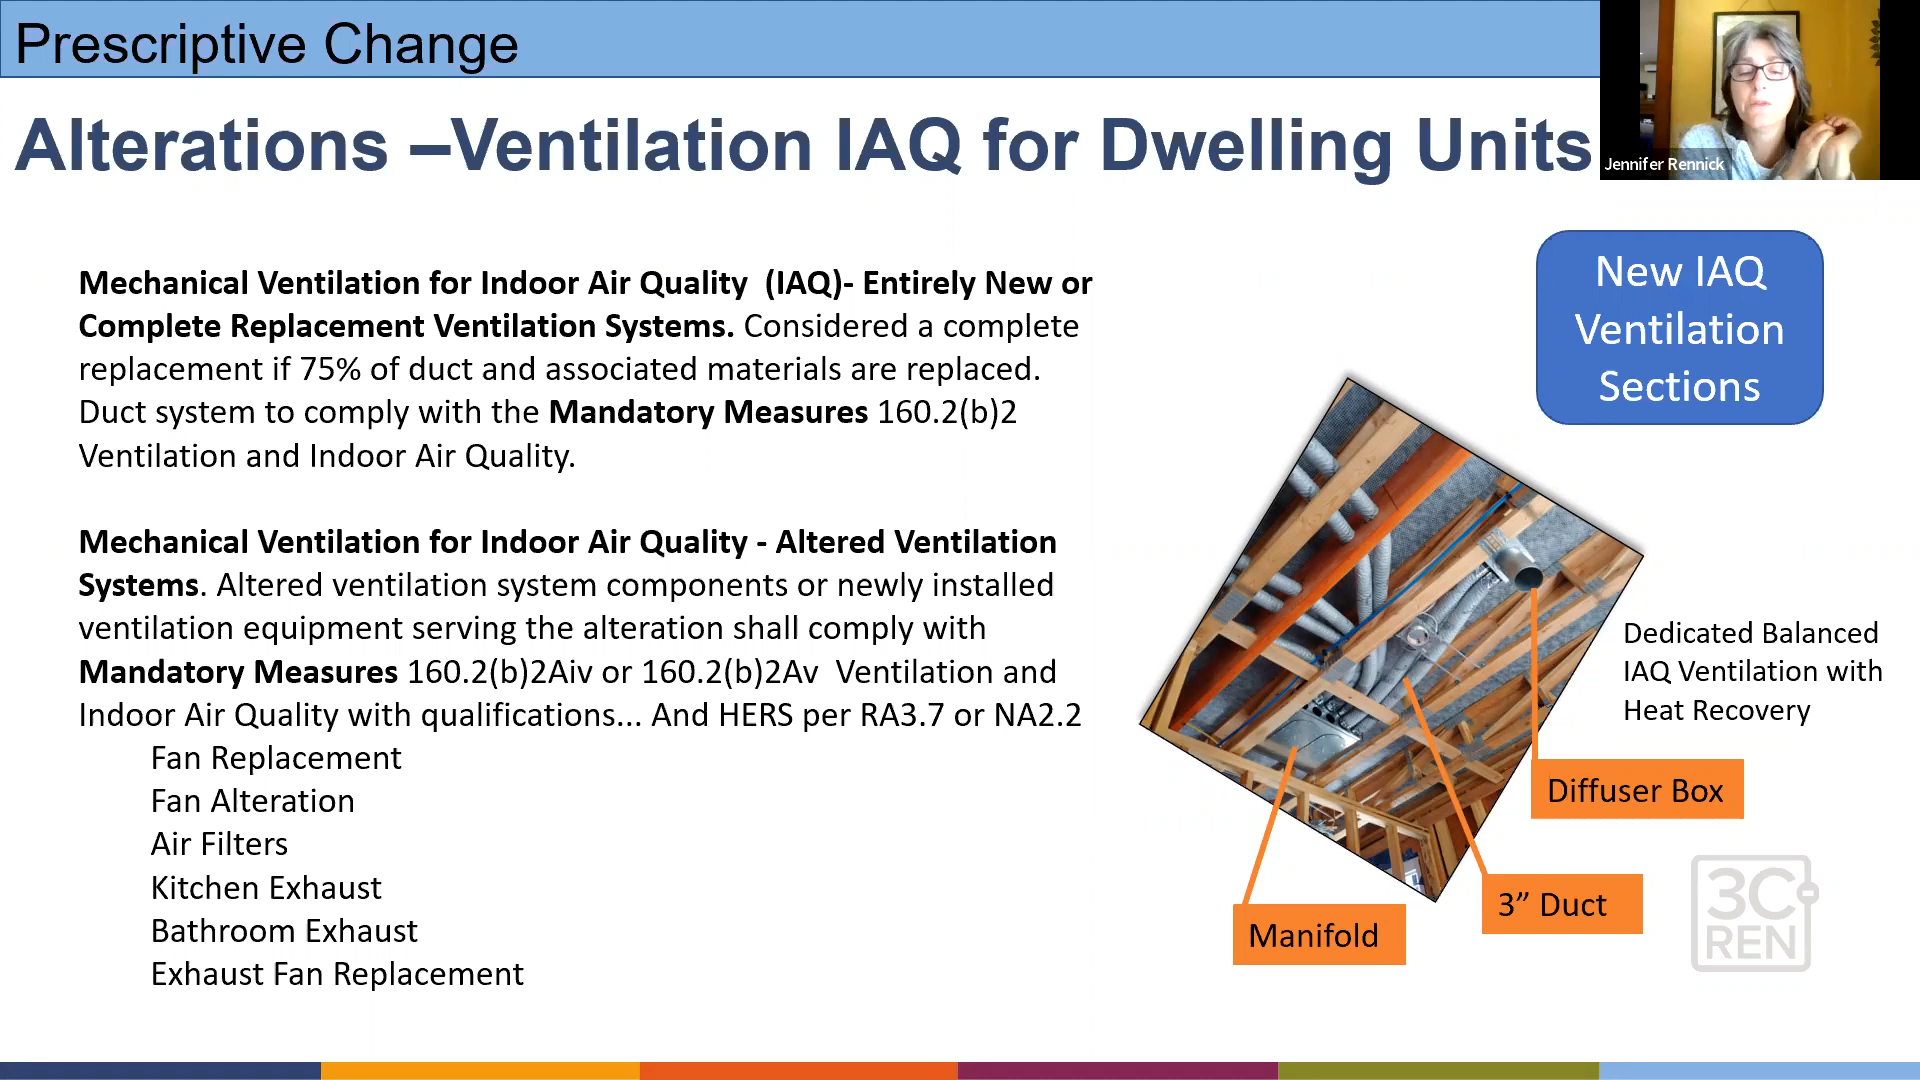 Prescriptive Change
Alterations –Ventilation IAQ for Dwelling Units
Jennifer Rennick
Mechanical Ventilation for Indoor Air Quality  (IAQ)- Entirely New or
Complete Replacement Ventilation Systems. Considered a complete
replacement if 75% of duct and associated materials are replaced.
Duct system to comply with the Mandatory Measures 160.2(b)2
Ventilation and Indoor Air Quality.
Mechanical Ventilation for Indoor Air Quality - Altered Ventilation
Systems. Altered ventilation system components or newly installed
ventilation equipment serving the alteration shall comply with
Mandatory Measures 160.2(b)2Aiv or 160.2(b)2Av  Ventilation and
Indoor Air Quality with qualifications... And HERS per RA3.7 or NA2.2
Fan Replacement
Fan Alteration
Air Filters
Kitchen Exhaust
Bathroom Exhaust
Exhaust Fan Replacement
New IAQ
Ventilation
Sections
Dedicated Balanced
IAQ Ventilation with
Heat Recovery
Diffuser Box
3” Duct
Manifold
3C
REN